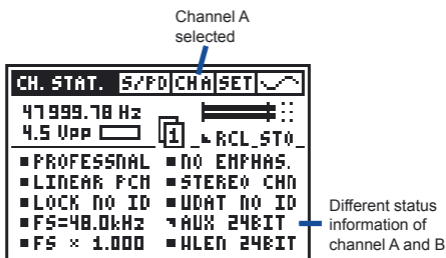 Channel A
selected
CH. STAT. S/PD CHA SET
47999.78 Hz
4.5 Vpp
1
RCL_STO_
PROFESSNAL NO EMPHAS.
LINEAR PCM STEREO CHN
LOCK NO ID UDAT NO ID
FS=48.0kHz AUX 24BIT
FS × 1.000 WLEN 24BIT
Different status
information of
channel A and B